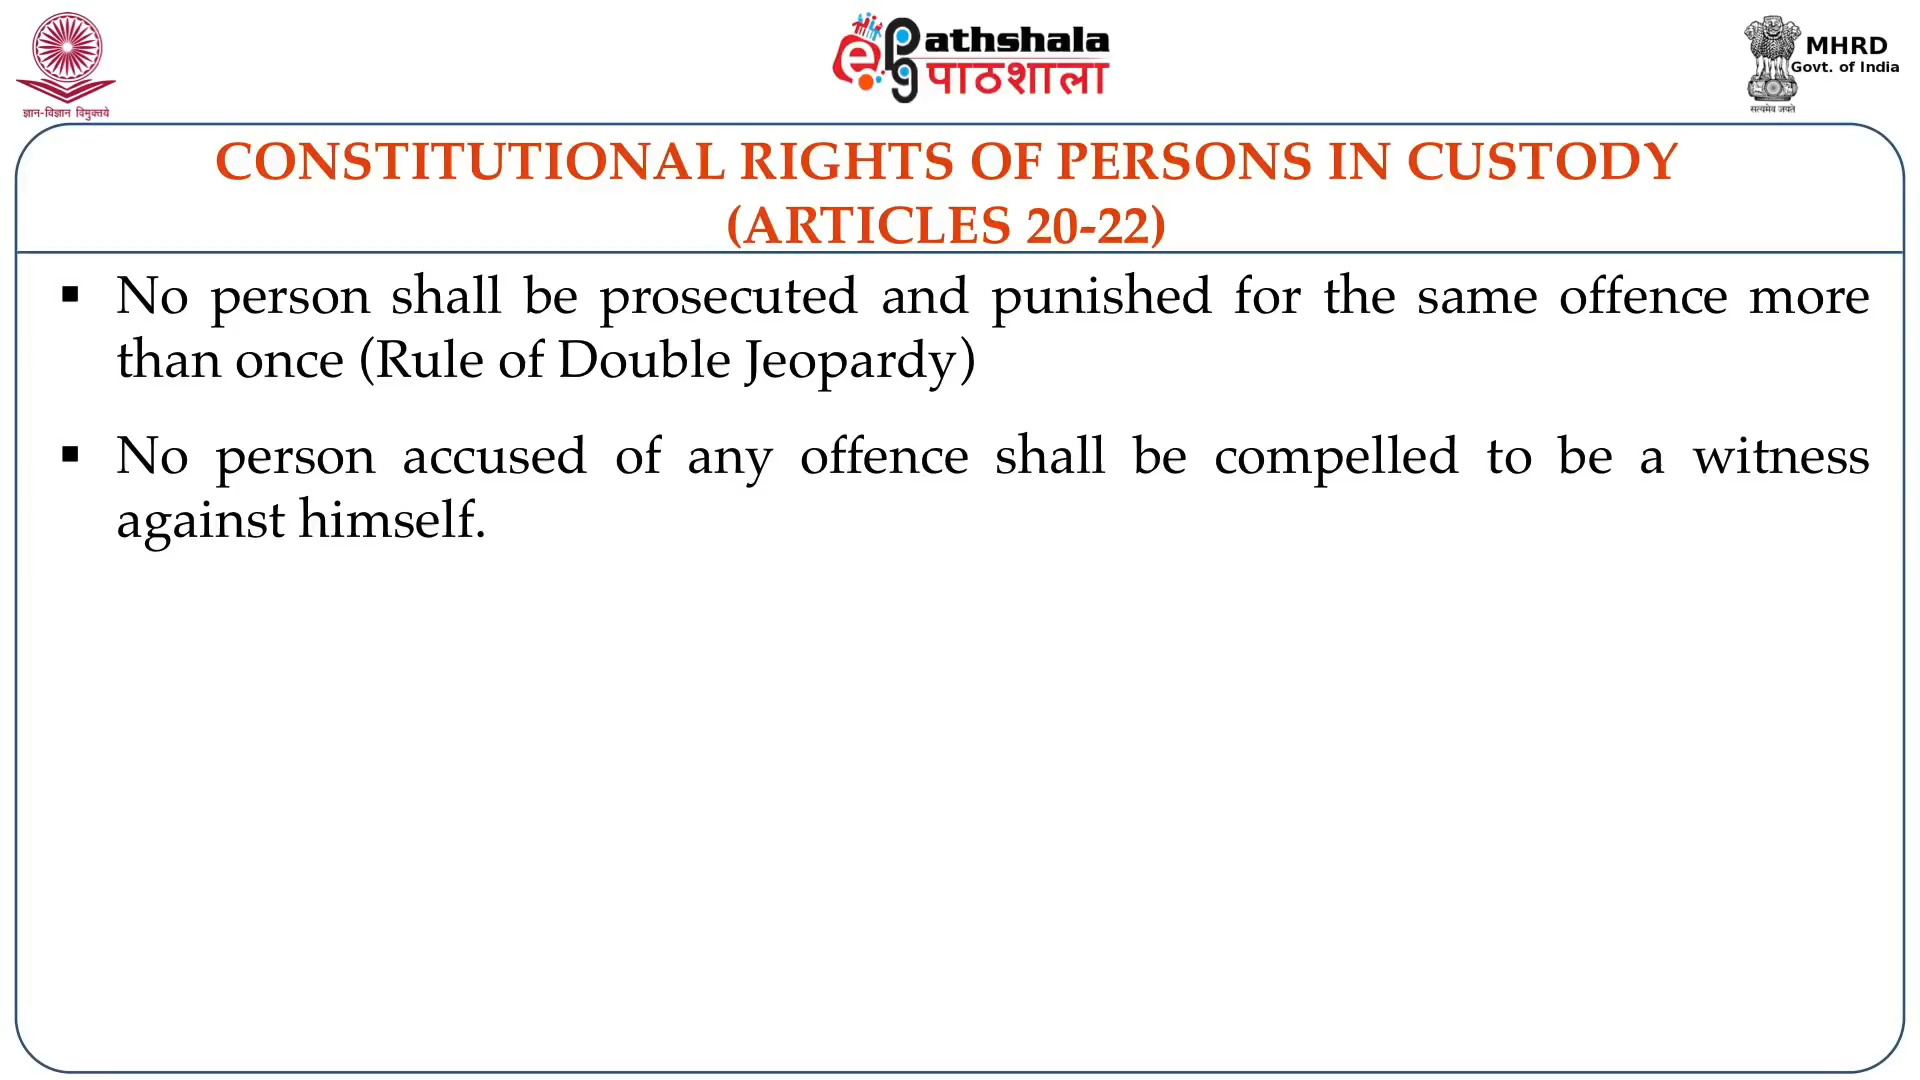 ज्ञान-विज्ञान विमुक्तये
e
Pathshala
पाठशाला
MHRD
Govt. of India
सत्यमेव जयते
CONSTITUTIONAL RIGHTS OF PERSONS IN CUSTODY
(ARTICLES 20-22)
▪ No person shall be prosecuted and punished for the same offence more
than once (Rule of Double Jeopardy)
▪ No person accused of any offence shall be compelled to be a witness
against himself.